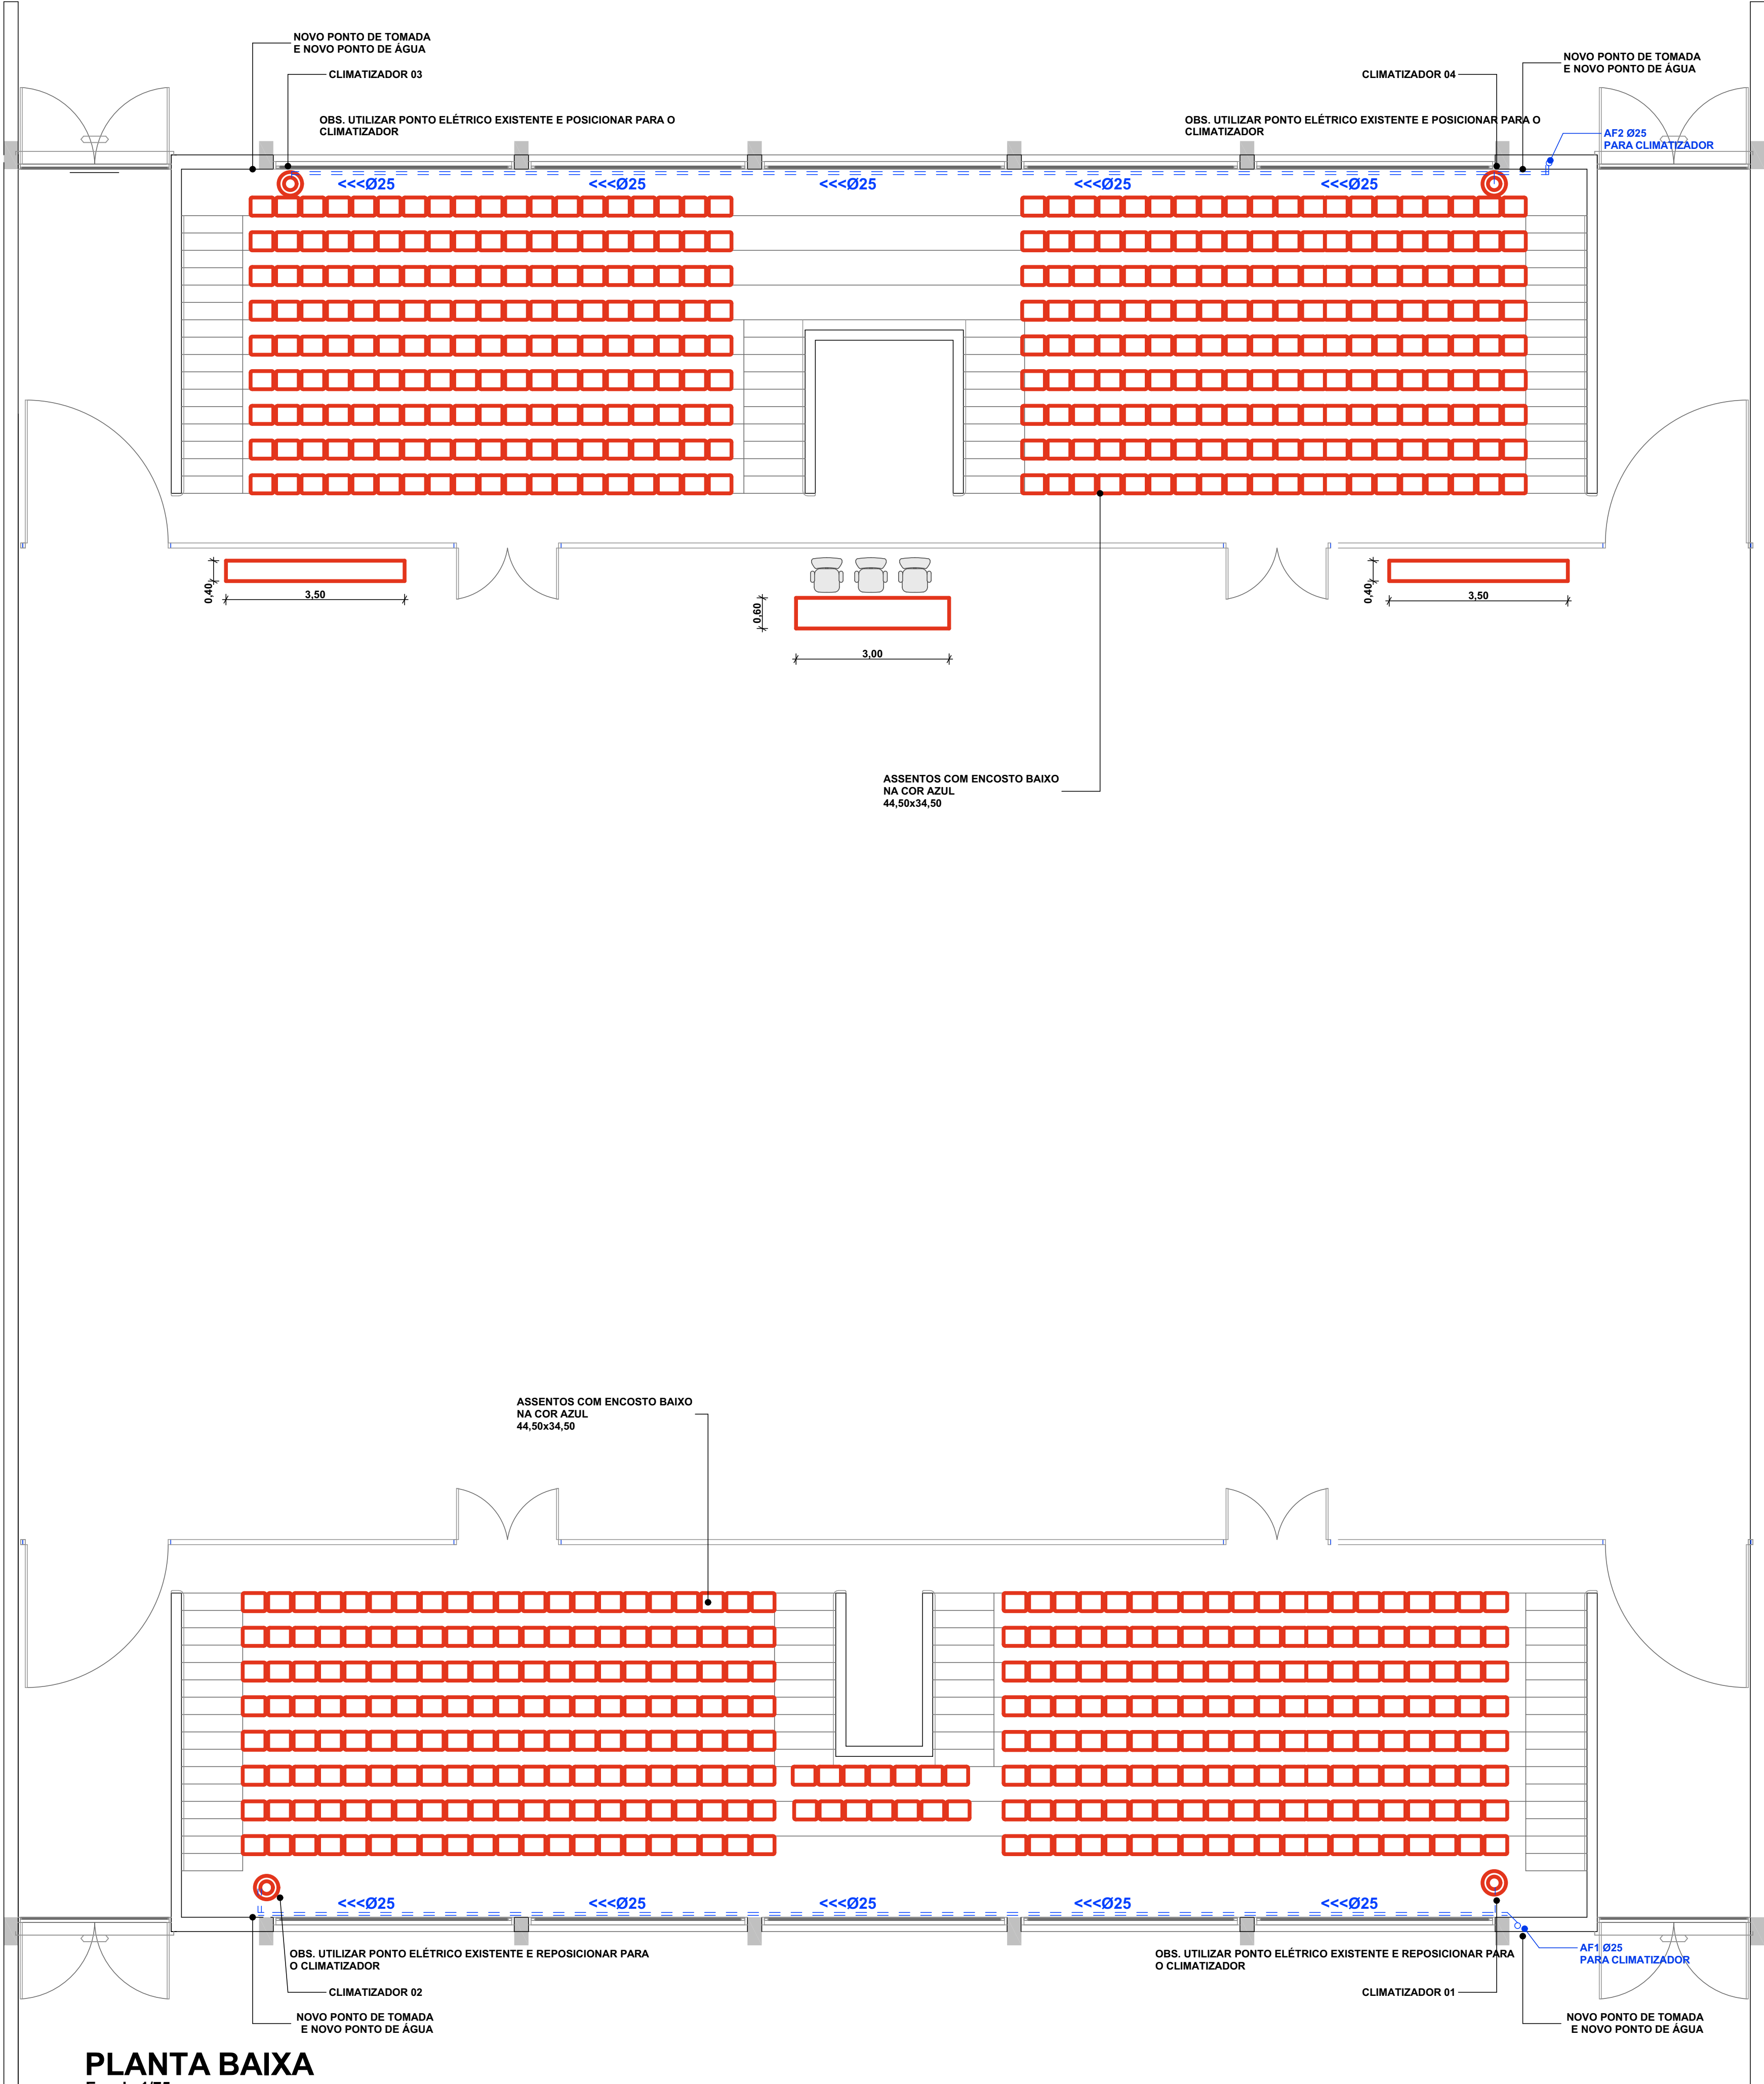 NOVO PONTO DE TOMADA
E NOVO PONTO DE ÁGUA
CLIMATIZADOR 03
CLIMATIZADOR 04
NOVO PONTO DE TOMADA
E NOVO PONTO DE ÁGUA
OBS. UTILIZAR PONTO ELÉTRICO EXISTENTE E POSICIONAR PARA O
CLIMATIZADOR
OBS. UTILIZAR PONTO ELÉTRICO EXISTENTE E POSICIONAR PARA O
CLIMATIZADOR
AF2 Ø25
PARA CLIMATIZADOR
<<<Ø25
<<<Ø25
<<<Ø25
<<<Ø25
<<<Ø25
0,40
3,50
0,60
3,00
0,40
3,50
ASSENTOS COM ENCOSTO BAIXO
NA COR AZUL
44,50x34,50
ASSENTOS COM ENCOSTO BAIXO
NA COR AZUL
44,50x34,50
<<<Ø25
<<<Ø25
<<<Ø25
<<<Ø25
<<<Ø25
OBS. UTILIZAR PONTO ELÉTRICO EXISTENTE E REPOSICIONAR PARA
O CLIMATIZADOR
OBS. UTILIZAR PONTO ELÉTRICO EXISTENTE E REPOSICIONAR PARA
O CLIMATIZADOR
AF1 Ø25
PARA CLIMATIZADOR
CLIMATIZADOR 02
CLIMATIZADOR 01
NOVO PONTO DE TOMADA
E NOVO PONTO DE ÁGUA
NOVO PONTO DE TOMADA
E NOVO PONTO DE ÁGUA
PLANTA BAIXA